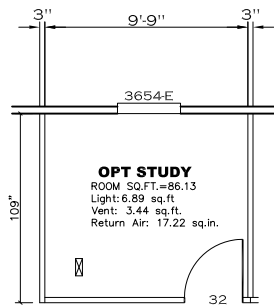 3" 9'-9" 3"
3654-E
109"
OPT STUDY
ROOM SQ.FT.=86.13
Light: 6.89 sq.ft
Vent: 3.44 sq.ft.
Return Air: 17.22 sq.in.
32